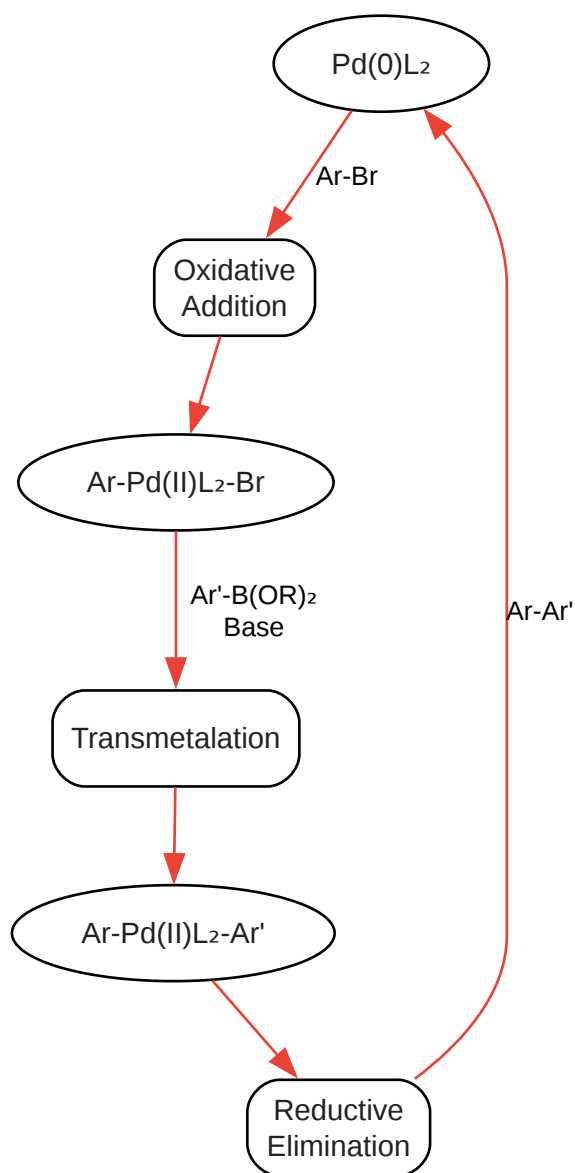 Pd(0)L₂
Ar-Br
Oxidative
Addition
Ar-Pd(II)L₂-Br
Ar'-B(OR)₂
Base
Ar-Ar'
Transmetalation
Ar-Pd(II)L₂-Ar'
Reductive
Elimination